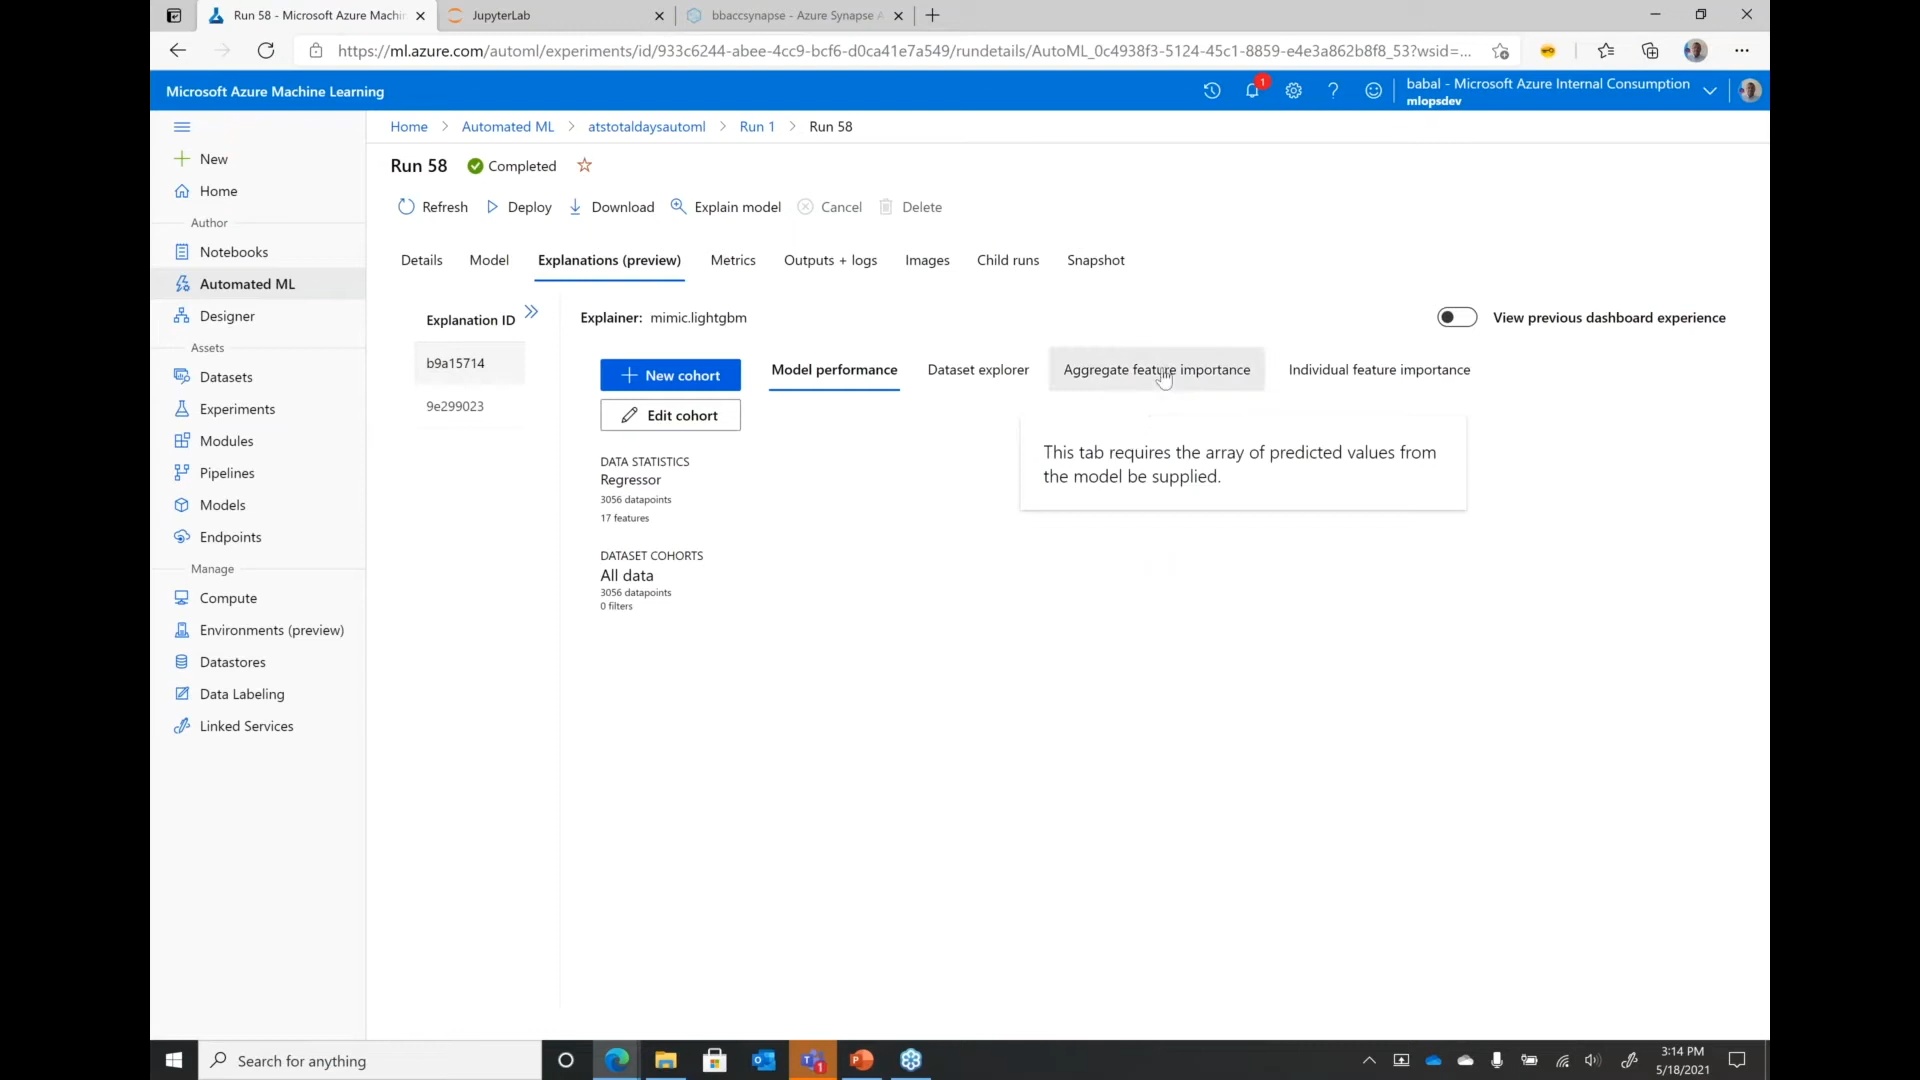 Run 58 - Microsoft Azure Machin
JupyterLab
bbaccsynapse - Azure Synapse A
https://ml.azure.com/automl/experiments/id/933c6244-abee-4cc9-bcf6-d0ca41e7a549/rundetails/AutoML_0c4938f3-5124-45c1-8859-e4e3a862b8f8_53?wsid=...
Microsoft Azure Machine Learning
1
babal - Microsoft Azure Internal Consumption
mlopsdev
Home > Automated ML > atstotaldaysautoml > Run 1 > Run 58
New
Home
Author
Notebooks
Automated ML
Designer
Assets
Datasets
Experiments
Modules
Pipelines
Models
Endpoints
Manage
Compute
Environments (preview)
Datastores
Data Labeling
Linked Services
Run 58 Completed
Refresh Deploy Download Explain model Cancel Delete
Details Model Explanations (preview) Metrics Outputs + logs Images Child runs Snapshot
Explanation ID
b9a15714
9e299023
Explainer: mimic.lightgbm
View previous dashboard experience
New cohort
Edit cohort
Model performance Dataset explorer Aggregate feature importance Individual feature importance
This tab requires the array of predicted values from
the model be supplied.
DATA STATISTICS
Regressor
3056 datapoints
17 features
DATASET COHORTS
All data
3056 datapoints
0 filters
Search for anything
1
3:14 PM
5/18/2021